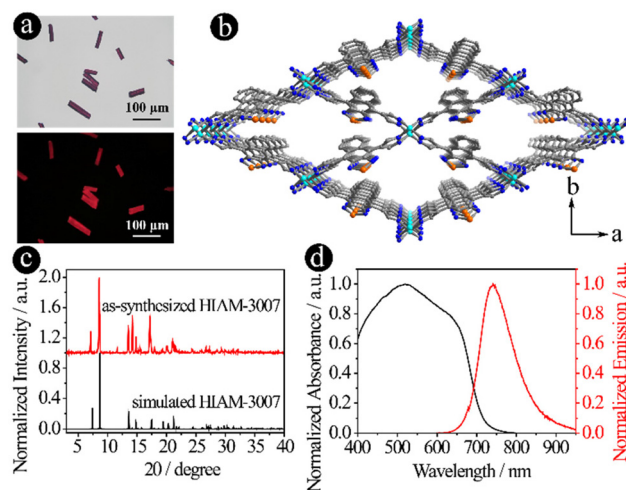 a
100 µm
100 µm
b
b
a
c
Normalized Intensity / a.u.
2.0
1.6
1.2
0.8
0.4
0.0
as-synthesized HIAM-3007
simulated HIAM-3007
5 10 15 20 25 30 35 40
2θ / degree
d
Normalized Absorbance / a.u.
1.0
0.8
0.6
0.4
0.2
0.0
400 500 600 700 800 900
Wavelength / nm
1.0
0.8
0.6
0.4
0.2
0.0
Normalized Emission / a.u.